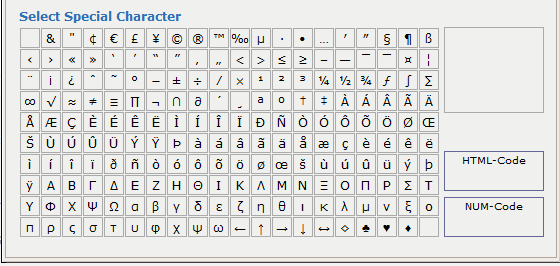 Select Special Character
& " ¢ € £ ¥ © ® ™ ‰ µ · • … ′ ″ § ¶ ß
‹ › « » ‘ ’ “ ” ‚ „ < > ≤ ≥ – — ¯ ‾ ¤ ¦
¨ ¡ ¿ ˆ ˜ ° − ± ÷ ⁄ × ¹ ² ³ ¼ ½ ¾ ƒ ∫ ∑
∞ √ ≈ ≠ ≡ ∏ ¬ ∩ ∂ ´ ¸ ª º † ‡ À Á Â Ã Ä
Å Æ Ç È É Ê Ë Ì Í Î Ï Ð Ñ Ò Ó Ô Õ Ö Ø Œ
Š Ù Ú Û Ü Ý Ÿ Þ à á â ã ä å æ ç è é ê ë
ì í î ï ð ñ ò ó ô õ ö ø œ š ù ú û ü ý þ
ÿ Α Β Γ Δ Ε Ζ Η Θ Ι Κ Λ Μ Ν Ξ Ο Π Ρ Σ Τ
Υ Φ Χ Ψ Ω α β γ δ ε ζ η θ ι κ λ μ ν ξ ο
π ρ ς σ τ υ φ χ ψ ω ← ↑ → ↓ ↔ ◊ ♣ ♥ ♦
HTML-Code
NUM-Code